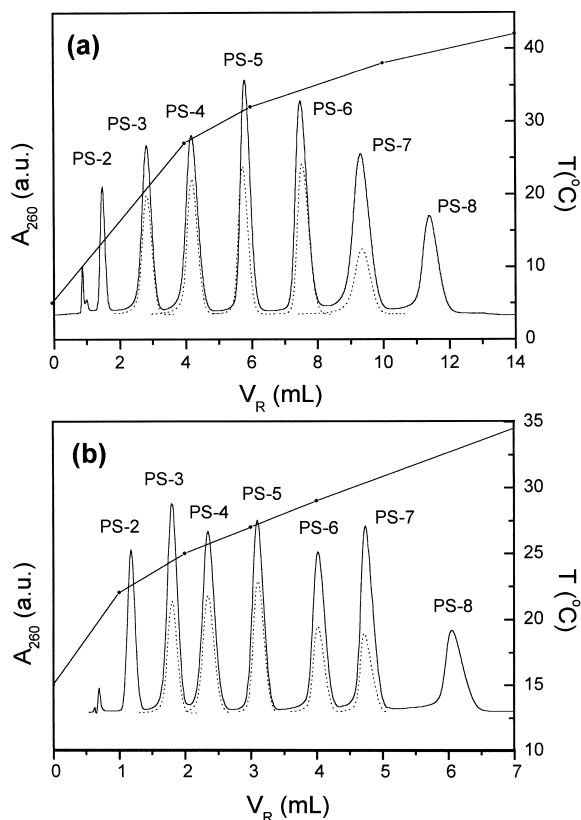 (a)
PS-2
PS-3
PS-4
PS-5
PS-6
PS-7
PS-8
A260 (a.u.)
T(°C)
40
30
20
10
0
0 2 4 6 8 10 12 14
VR (mL)
(b)
PS-2
PS-3
PS-4
PS-5
PS-6
PS-7
PS-8
A260 (a.u.)
T (°C)
35
30
25
20
15
10
0 1 2 3 4 5 6 7
VR (mL)